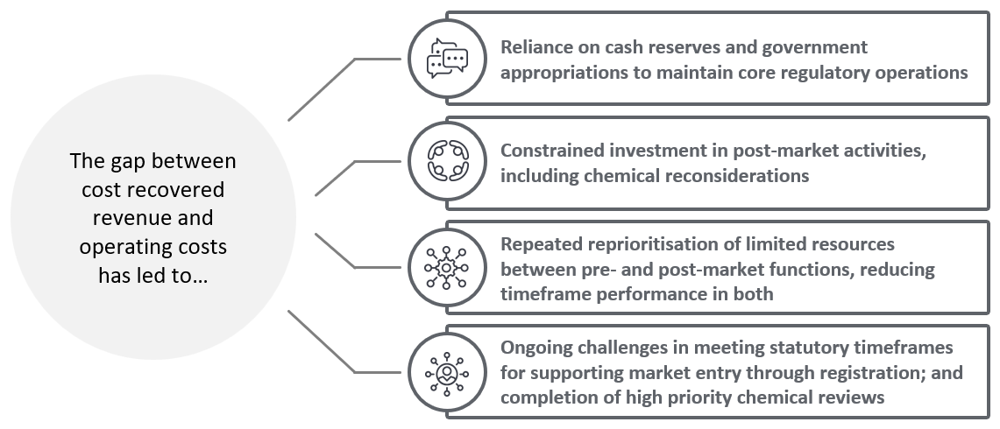 The gap between
cost recovered
revenue and
operating costs
has led to…
Reliance on cash reserves and government
appropriations to maintain core regulatory operations
Constrained investment in post-market activities,
including chemical reconsiderations
Repeated reprioritisation of limited resources
between pre- and post-market functions, reducing
timeframe performance in both
Ongoing challenges in meeting statutory timeframes
for supporting market entry through registration; and
completion of high priority chemical reviews